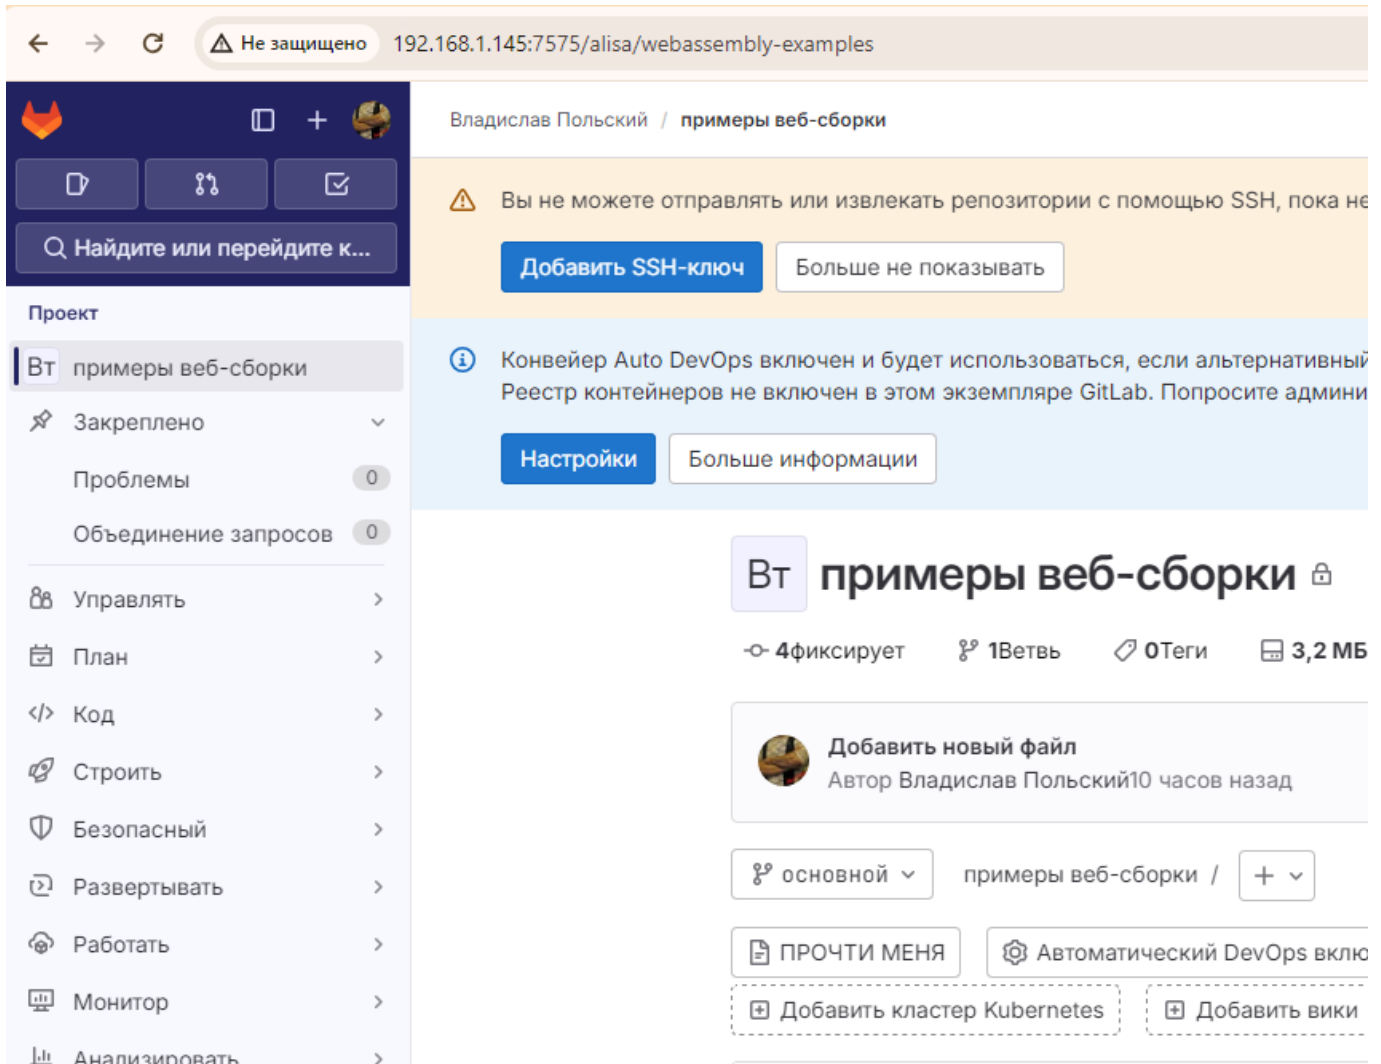 Не защищено 192.168.1.145:7575/alisa/webassembly-examples
Владислав Польский / примеры веб-сборки
Найдите или перейдите к...
Проект
Вт примеры веб-сборки
Закреплено
Проблемы 0
Объединение запросов 0
Управлять
План
Код
Строить
Безопасный
Развертывать
Работать
Монитор
Анализировать
Вы не можете отправлять или извлекать репозитории с помощью SSH, пока не
Добавить SSH-ключ Больше не показывать
Конвейер Auto DevOps включен и будет использоваться, если альтернативный
Реестр контейнеров не включен в этом экземпляре GitLab. Попросите админи
Настройки Больше информации
Вт примеры веб-сборки
4фиксирует 1Ветвь 0Теги 3,2 МБ
Добавить новый файл
Автор Владислав Польский10 часов назад
основной примеры веб-сборки /
ПРОЧТИ МЕНЯ Автоматический DevOps вклю
Добавить кластер Kubernetes Добавить вики